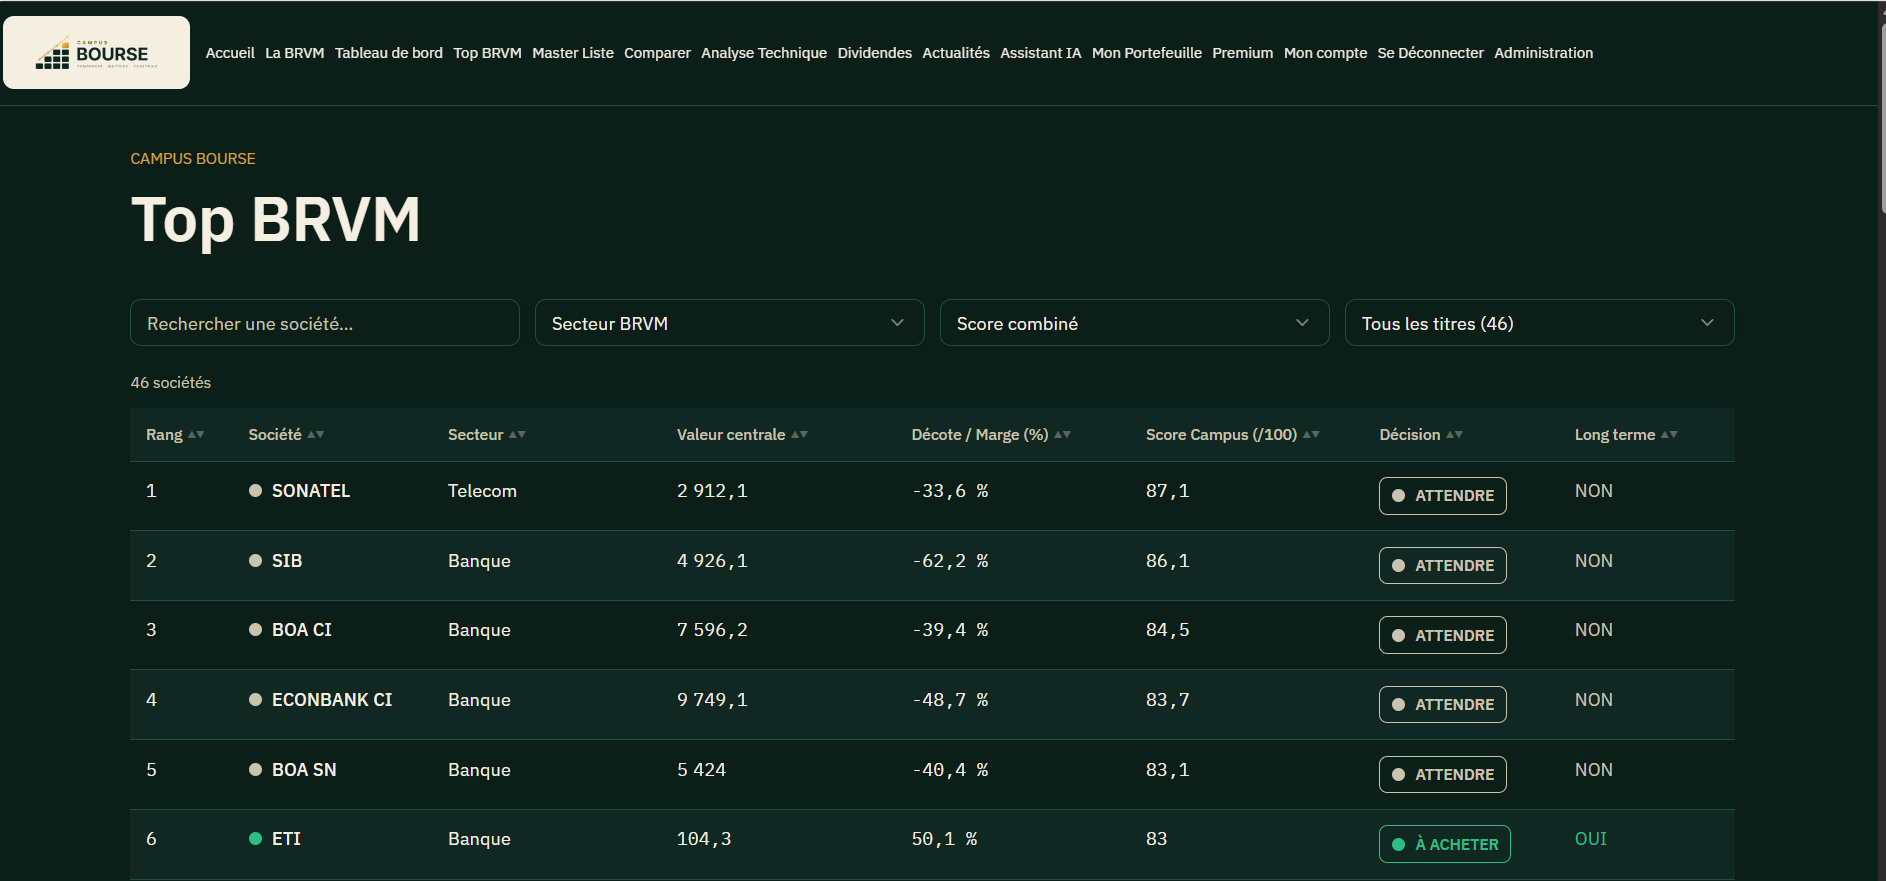 CAMPUS
BOURSE
Accueil La BRVM Tableau de bord Top BRVM Master Liste Comparer Analyse Technique Dividendes Actualités Assistant IA Mon Portefeuille Premium Mon compte Se Déconnecter Administration
CAMPUS BOURSE
Top BRVM
Rechercher une société... Secteur BRVM Score combiné Tous les titres (46)
46 sociétés
Rang Société Secteur Valeur centrale Décote / Marge (%) Score Campus (/100) Décision Long terme
1 SONATEL Telecom 2 912,1 -33,6 % 87,1 ATTENDRE NON
2 SIB Banque 4 926,1 -62,2 % 86,1 ATTENDRE NON
3 BOA CI Banque 7 596,2 -39,4 % 84,5 ATTENDRE NON
4 ECONBANK CI Banque 9 749,1 -48,7 % 83,7 ATTENDRE NON
5 BOA SN Banque 5 424 -40,4 % 83,1 ATTENDRE NON
6 ETI Banque 104,3 50,1 % 83 À ACHETER OUI